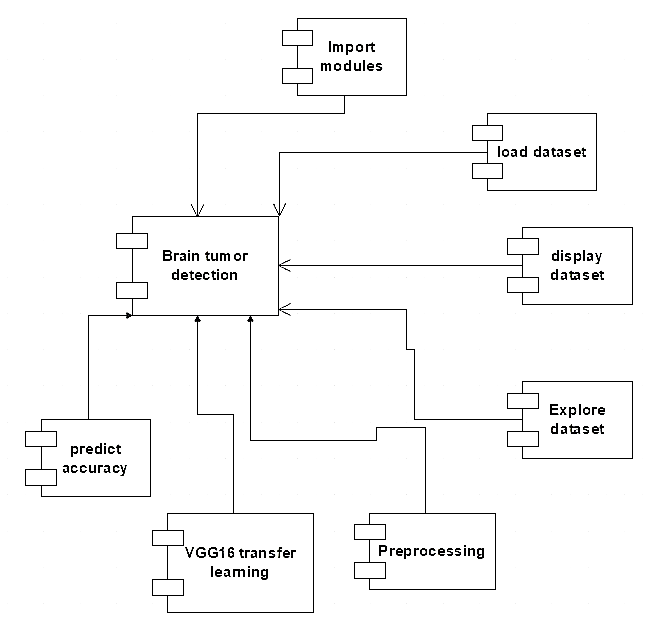 Import
modules
load dataset
Brain tumor
detection
display
dataset
Explore
dataset
predict
accuracy
VGG16 transfer
learning
Preprocessing